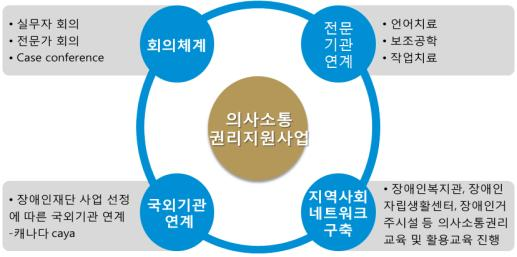 • 실무자 회의
• 전문가 회의
• Case conference
회의체계
전문
기관
연계
• 언어치료
• 보조공학
• 작업치료
의사소통
권리지원사업
• 장애인재단 사업 선정
에 따른 국외기관 연계
-캐나다 caya
국외기관
연계
지역사회
네트워크
구축
• 장애인복지관, 장애인
자립생활센터, 장애인거
주시설 등 의사소통권리
교육 및 활용교육 진행